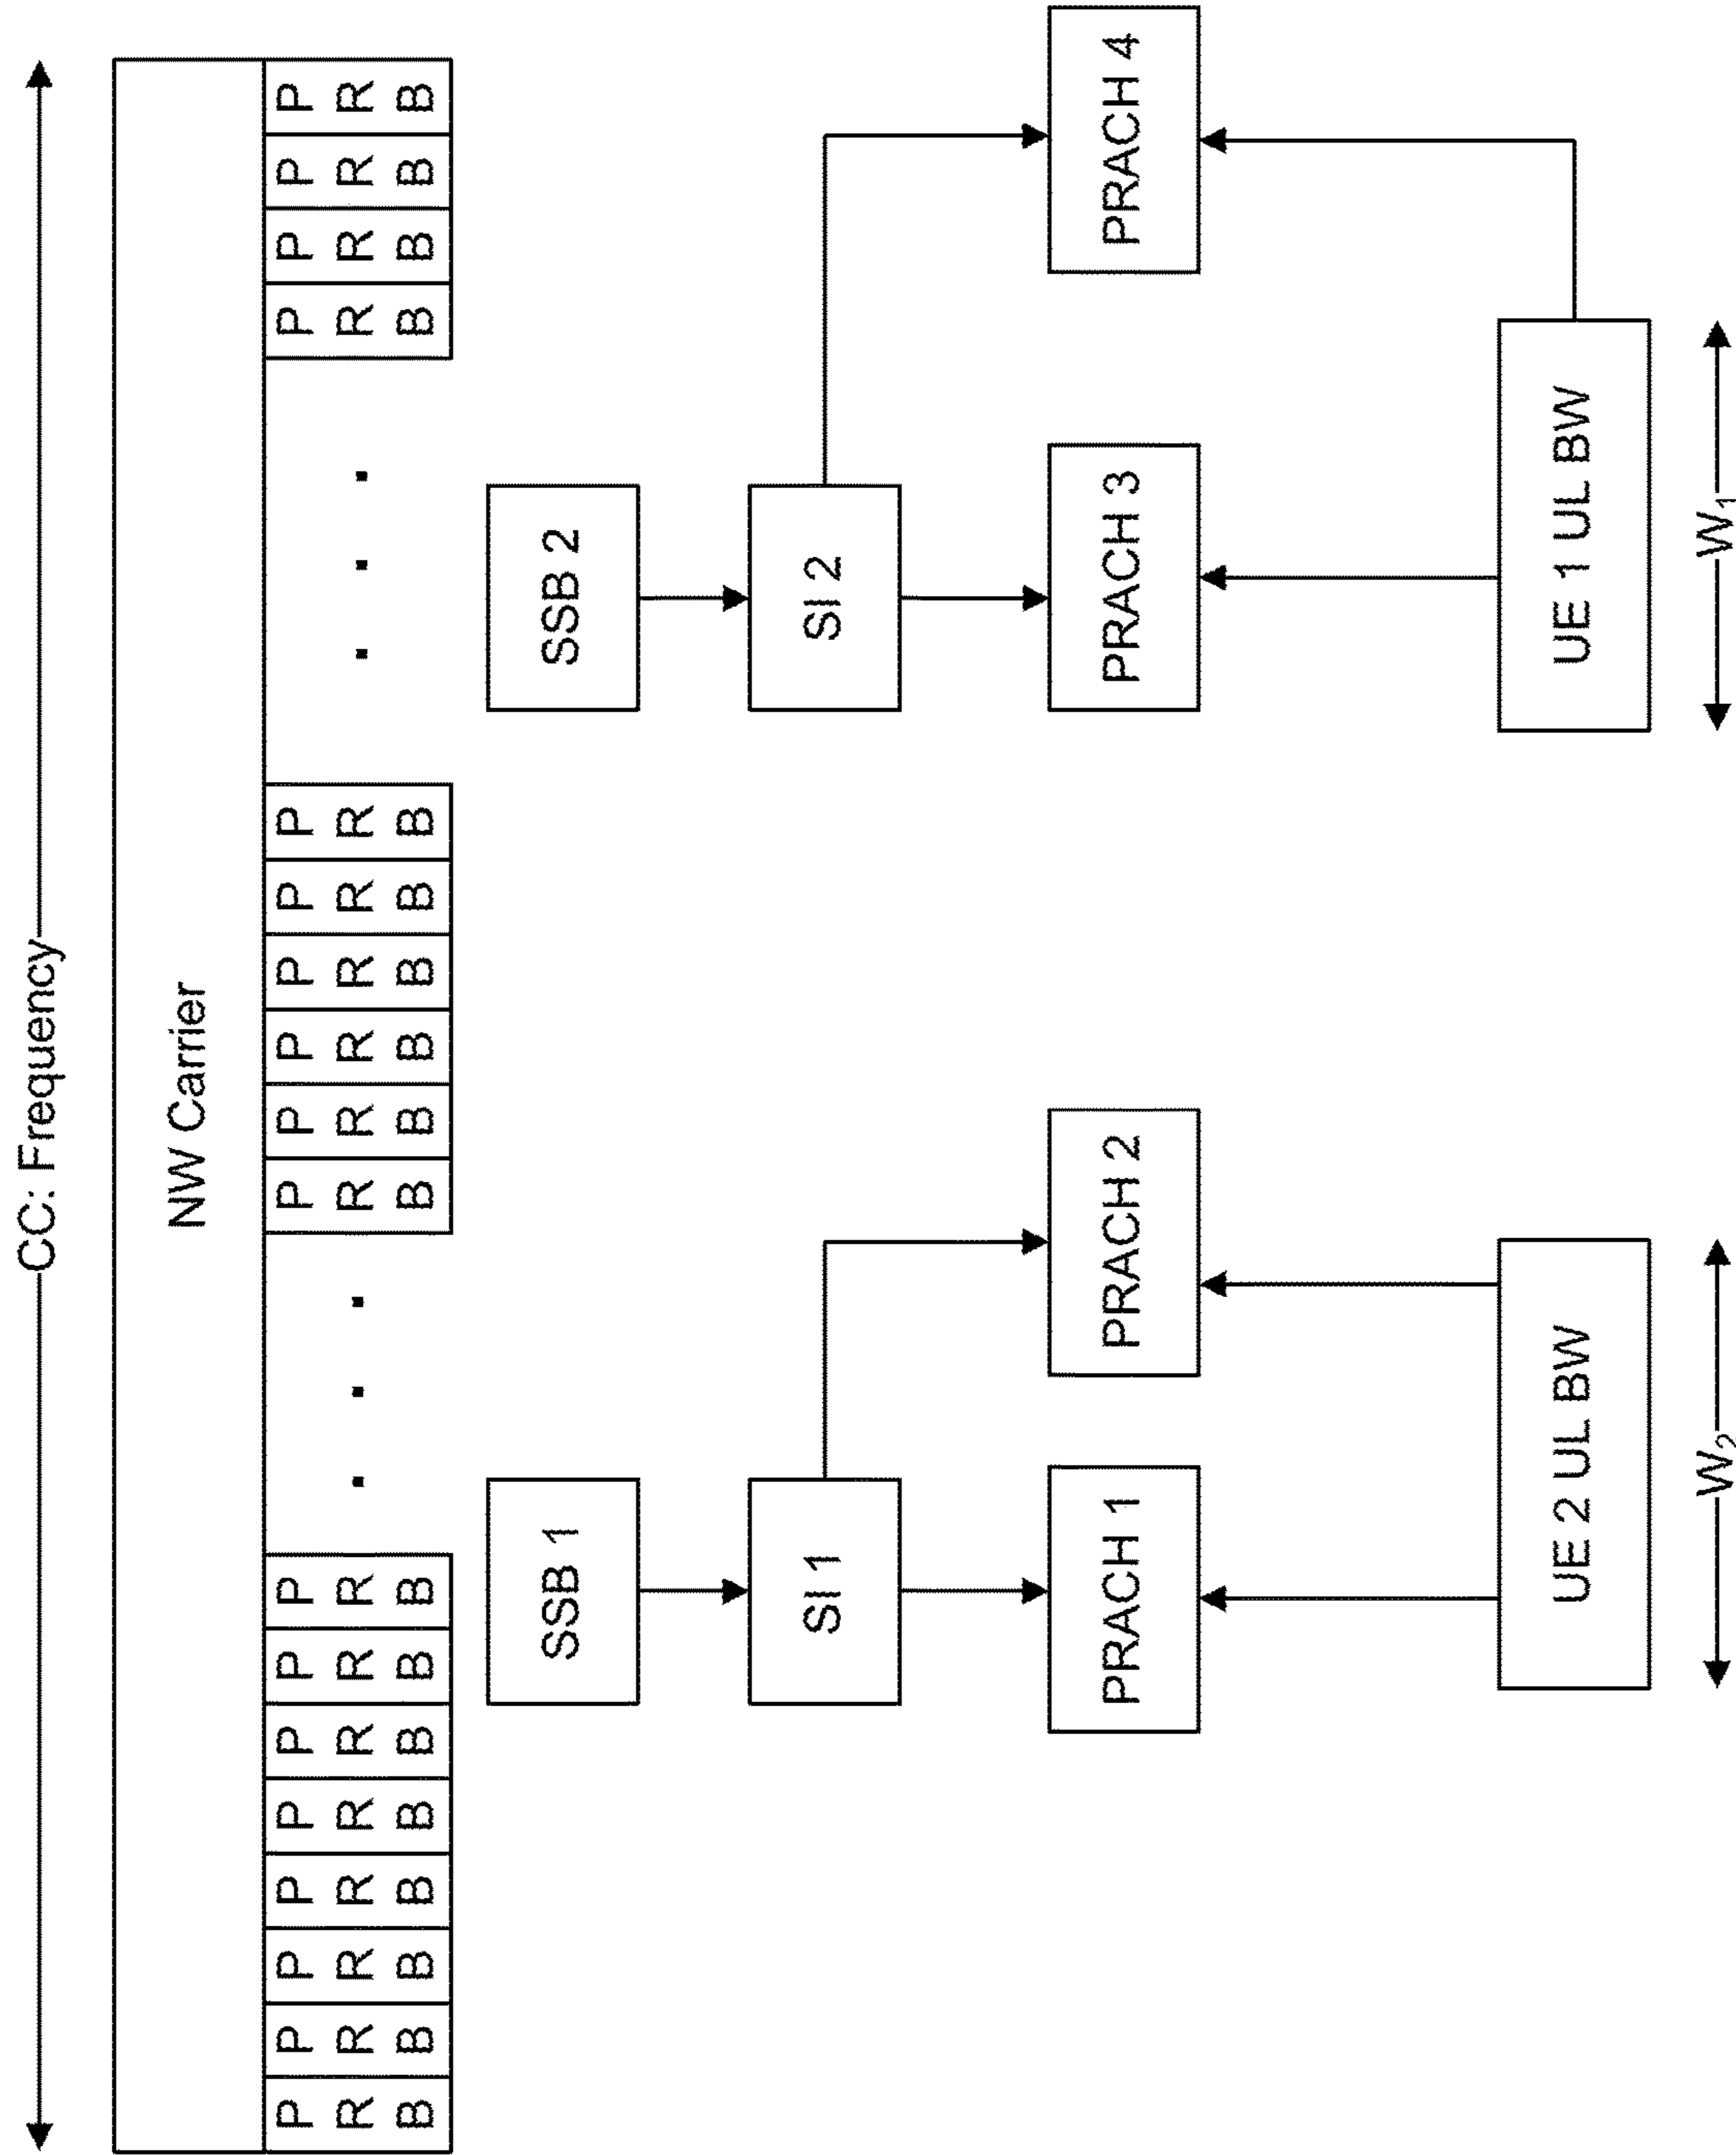 CC: Frequency
NW Carrier
PRB
PRB
PRB
PRB
PRB
PRB
PRB
PRB
. . .
PRB
PRB
PRB
PRB
PRB
PRB
. . .
PRB
PRB
PRB
PRB
SSB 1
SSB 2
SI 1
SI 2
PRACH 1
PRACH 2
PRACH 3
PRACH 4
UE 2 UL BW
UE 1 UL BW
W₂
W₁